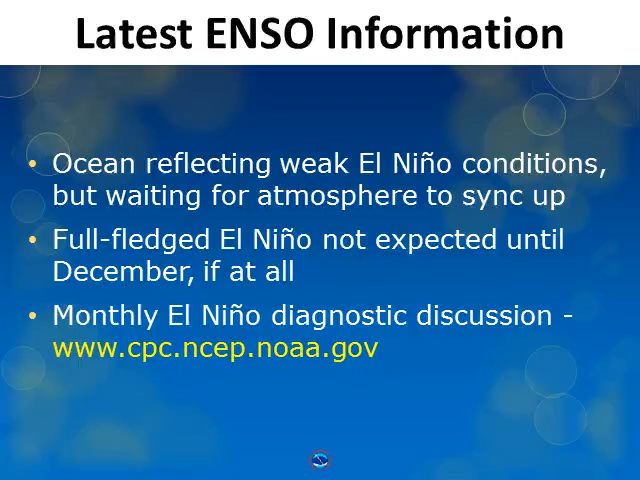 Latest ENSO Information
• Ocean reflecting weak El Niño conditions,
but waiting for atmosphere to sync up
• Full-fledged El Niño not expected until
December, if at all
• Monthly El Niño diagnostic discussion -
www.cpc.ncep.noaa.gov